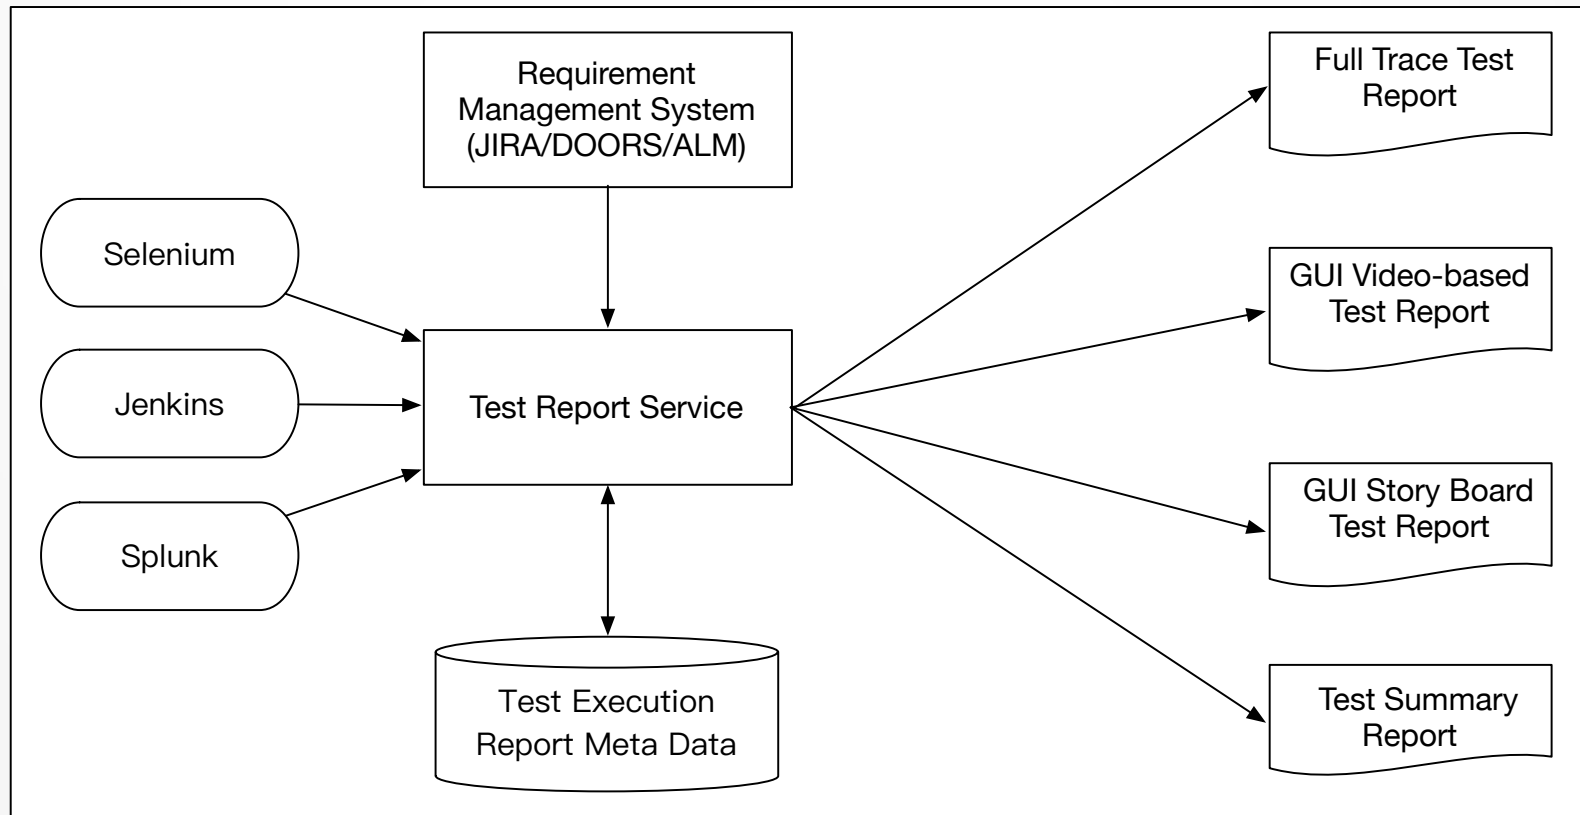 Requirement
Management System
(JIRA/DOORS/ALM)
Selenium
Jenkins
Splunk
Test Report Service
Test Execution
Report Meta Data
Full Trace Test
Report
GUI Video-based
Test Report
GUI Story Board
Test Report
Test Summary
Report